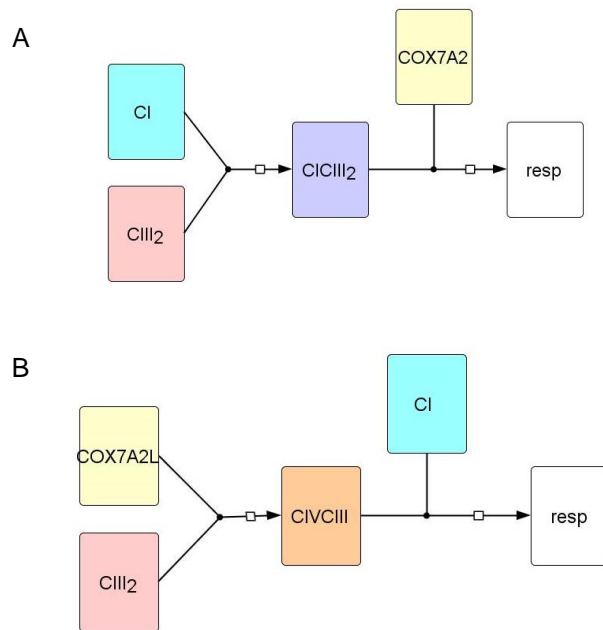 A
COX7A2
CI
CICIII2
resp
CIII2
B
CI
COX7A2L
CIVCIII
resp
CIII2